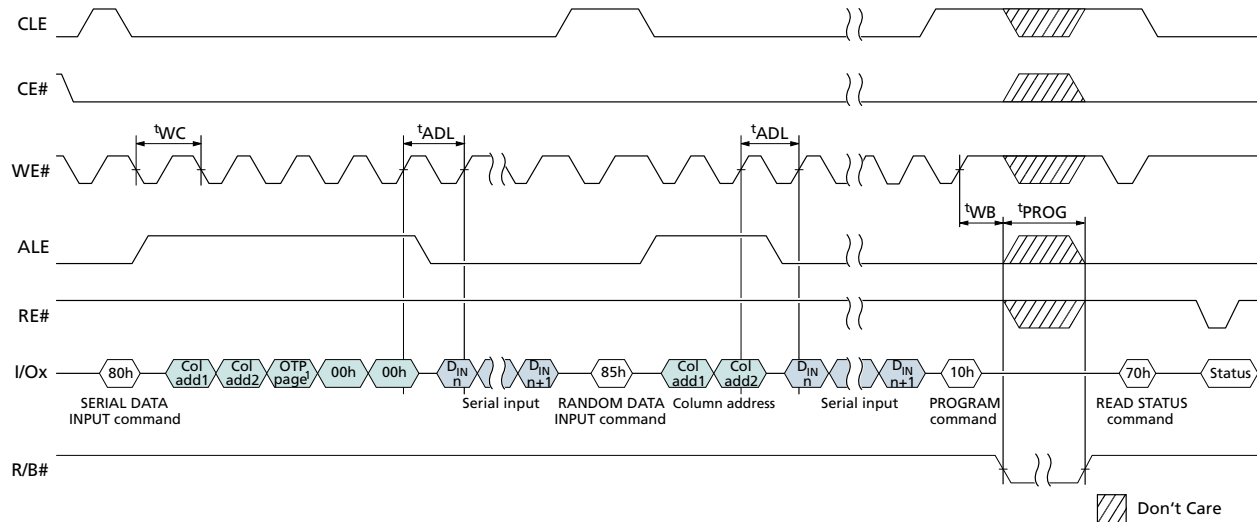 CLE
CE#
tWC
tADL
tADL
WE#
tWB
tPROG
ALE
RE#
I/Ox
80h
Col add1
Col add2
OTP page1
00h
00h
DIN n
DIN n+1
85h
Col add1
Col add2
DIN n
DIN n+1
10h
70h
Status
SERIAL DATA
INPUT command
Serial input
RANDOM DATA
INPUT command
Column address
Serial input
PROGRAM
command
READ STATUS
command
R/B#
Don't Care